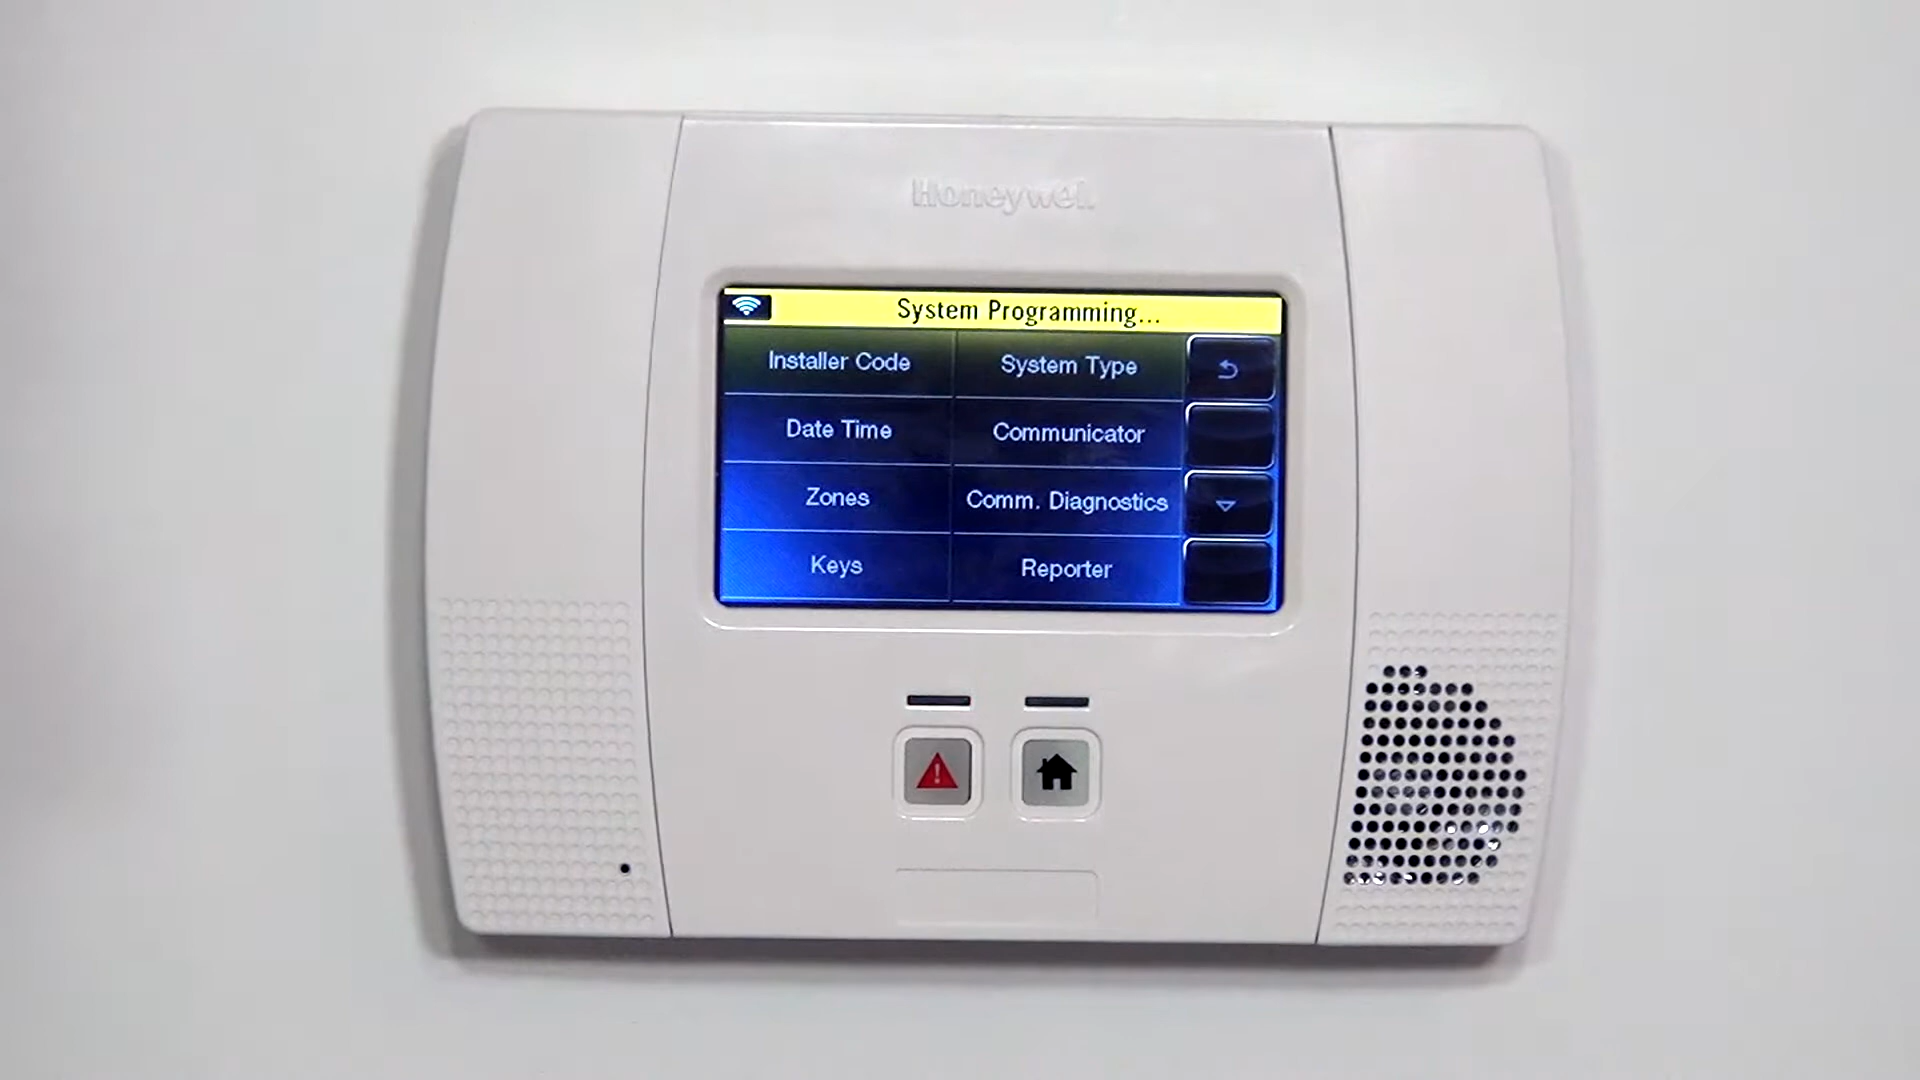 Honeywell
System Programming...
Installer Code System Type
Date Time Communicator
Zones Comm. Diagnostics
Keys Reporter